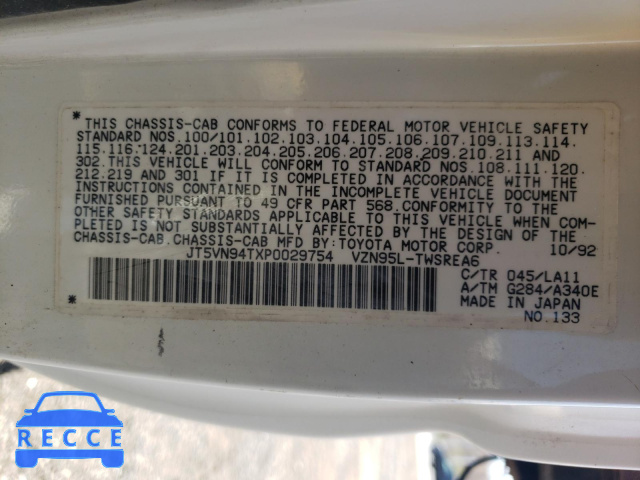 *THIS CHASSIS-CAB CONFORMS TO FEDERAL MOTOR VEHICLE SAFETY
STANDARD NOS.100/101.102.103.104.105.106.107.109.113.114.
115.116.124.201.203.204.205.206.207.208.209.210.211 AND
302.THIS VEHICLE WILL CONFORM TO STANDARD NOS.108.111.120.
212.219 AND 301 IF IT IS COMPLETED IN ACCORDANCE WITH THE
INSTRUCTIONS CONTAINED IN THE INCOMPLETE VEHICLE DOCUMENT
FURNISHED PURSUANT TO 49 CFR PART 568.CONFORMITY TO THE
OTHER SAFETY STANDARDS APPLICABLE TO THIS VEHICLE WHEN COM-
PLETED IS NOT SUBSTANTIALLY AFFECTED BY THE DESIGN OF THE
CHASSIS-CAB.CHASSIS-CAB MFD BY:TOYOTA MOTOR CORP. 10/92
JT5VN94TXP0029754 VZN95L-TWSREA6
C/TR 045/LA11
A/TM G284/A340E
MADE IN JAPAN
NO.133
*
RECCE